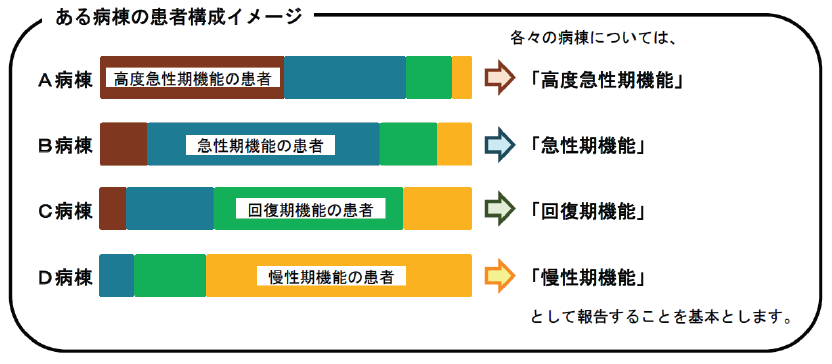 ある病棟の患者構成イメージ
各々の病棟については、
A病棟 高度急性期機能の患者 「高度急性期機能」
B病棟 急性期機能の患者 「急性期機能」
C病棟 回復期機能の患者 「回復期機能」
D病棟 慢性期機能の患者 「慢性期機能」
として報告することを基本とします。